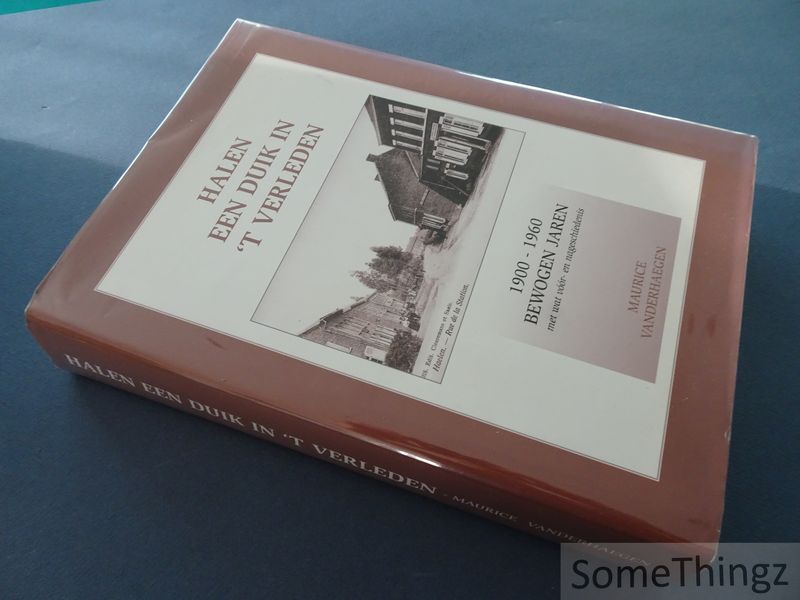 HALEN
EEN DUIK IN
'T VERLEDEN
Haelen. — Rue de la Station.
1900 - 1960
BEWOGEN JAREN
met wat vóór- en nageschiedenis
MAURICE
VANDERHAEGEN
HALEN EEN DUIK IN 'T VERLEDEN - MAURICE VANDERHAEGEN
SomeThingz